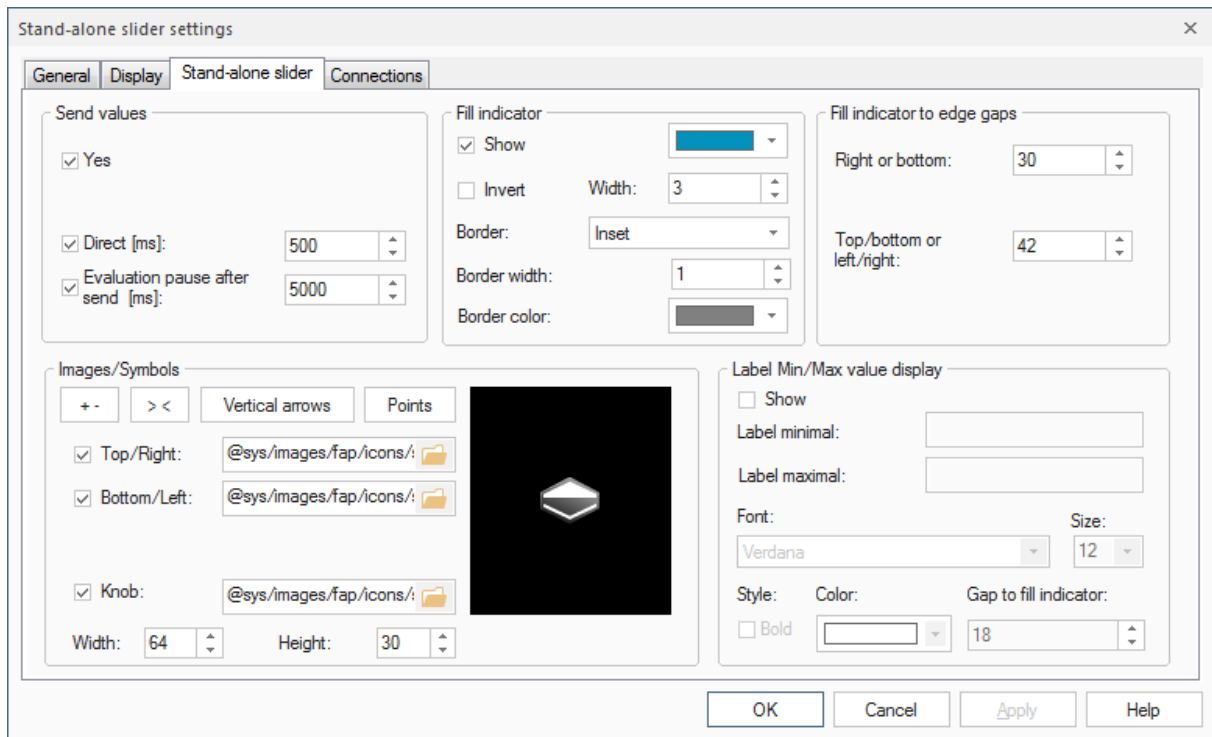 Stand-alone slider settings
General Display Stand-alone slider Connections
Send values
Yes
Direct [ms]: 500
Evaluation pause after
send [ms]: 5000
Fill indicator
Show
Invert Width: 3
Border: Inset
Border width: 1
Border color:
Fill indicator to edge gaps
Right or bottom: 30
Top/bottom or
left/right: 42
Images/Symbols
+ - > < Vertical arrows Points
Top/Right: @sys/images/fap/icons/
Bottom/Left: @sys/images/fap/icons/
Knob: @sys/images/fap/icons/
Width: 64 Height: 30
Label Min/Max value display
Show
Label minimal:
Label maximal:
Font: Size:
Verdana 12
Style: Color: Gap to fill indicator:
Bold 18
OK Cancel Apply Help